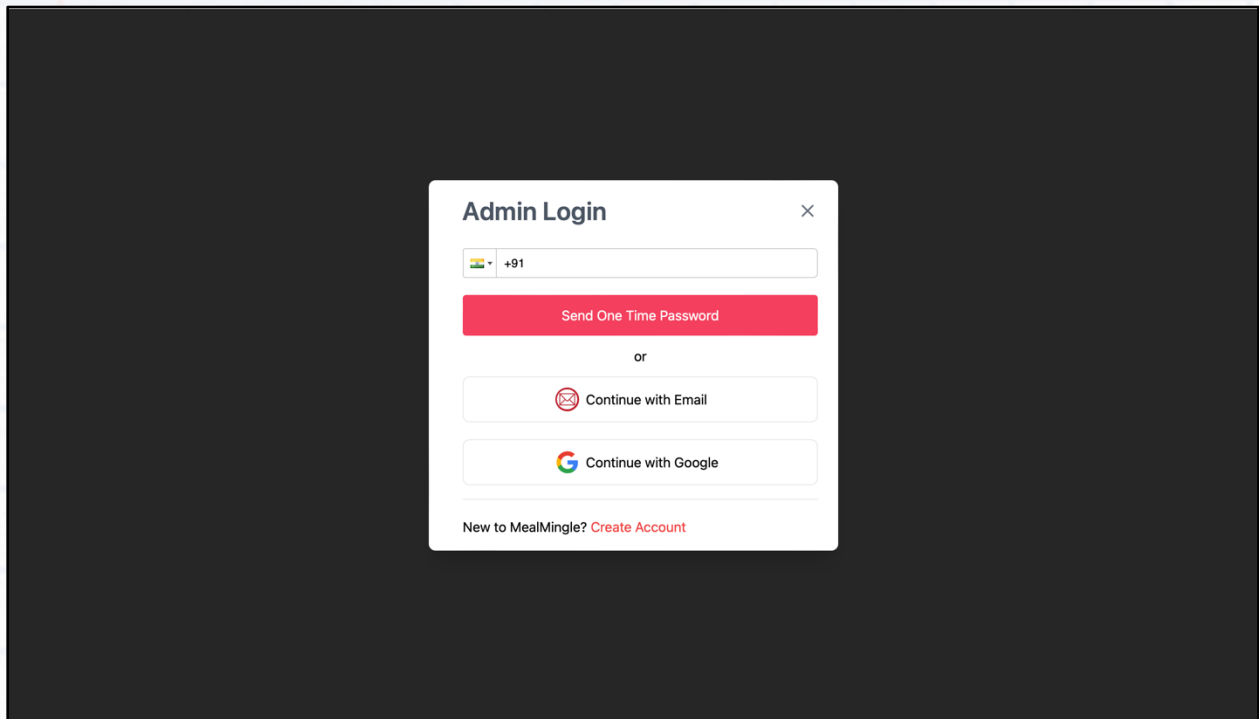 Admin Login
+91
Send One Time Password
or
Continue with Email
Continue with Google
New to MealMingle? Create Account